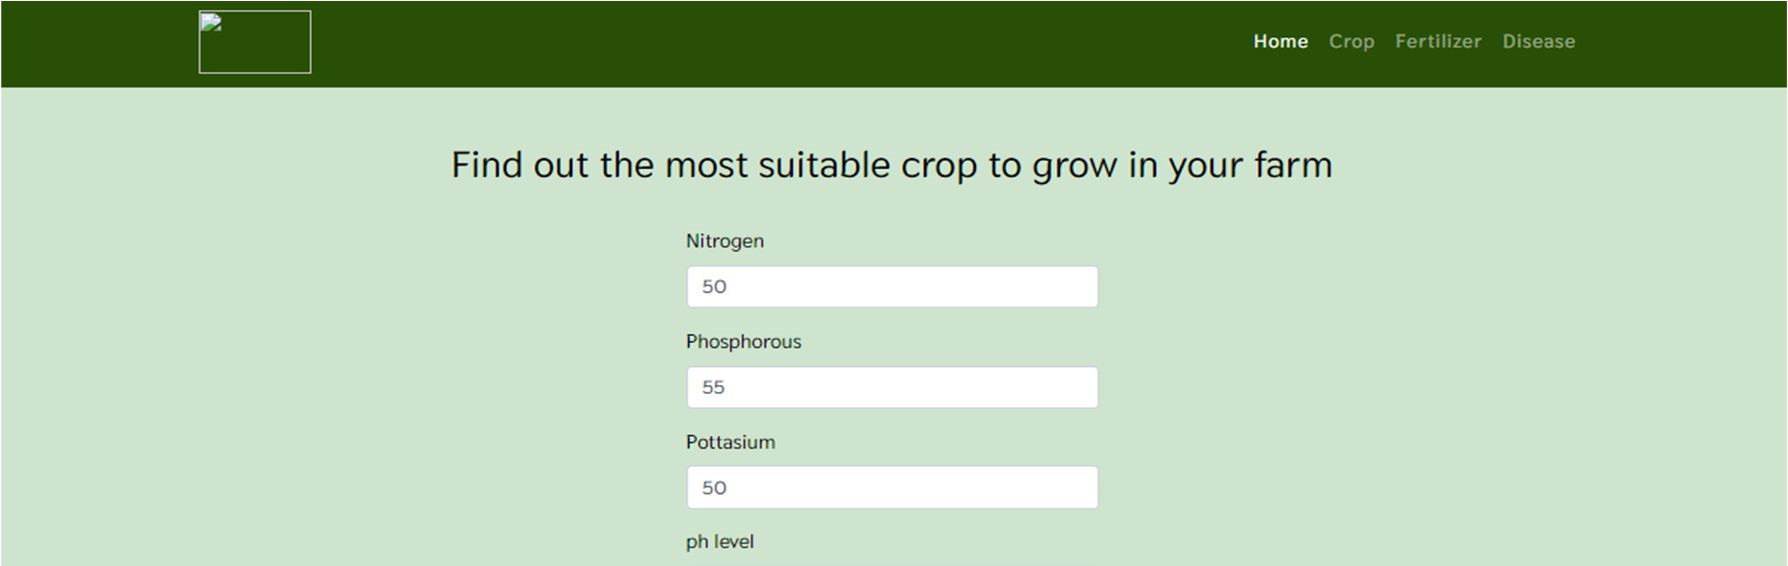 Home Crop Fertilizer Disease
Find out the most suitable crop to grow in your farm
Nitrogen
50
Phosphorous
55
Pottasium
50
ph level